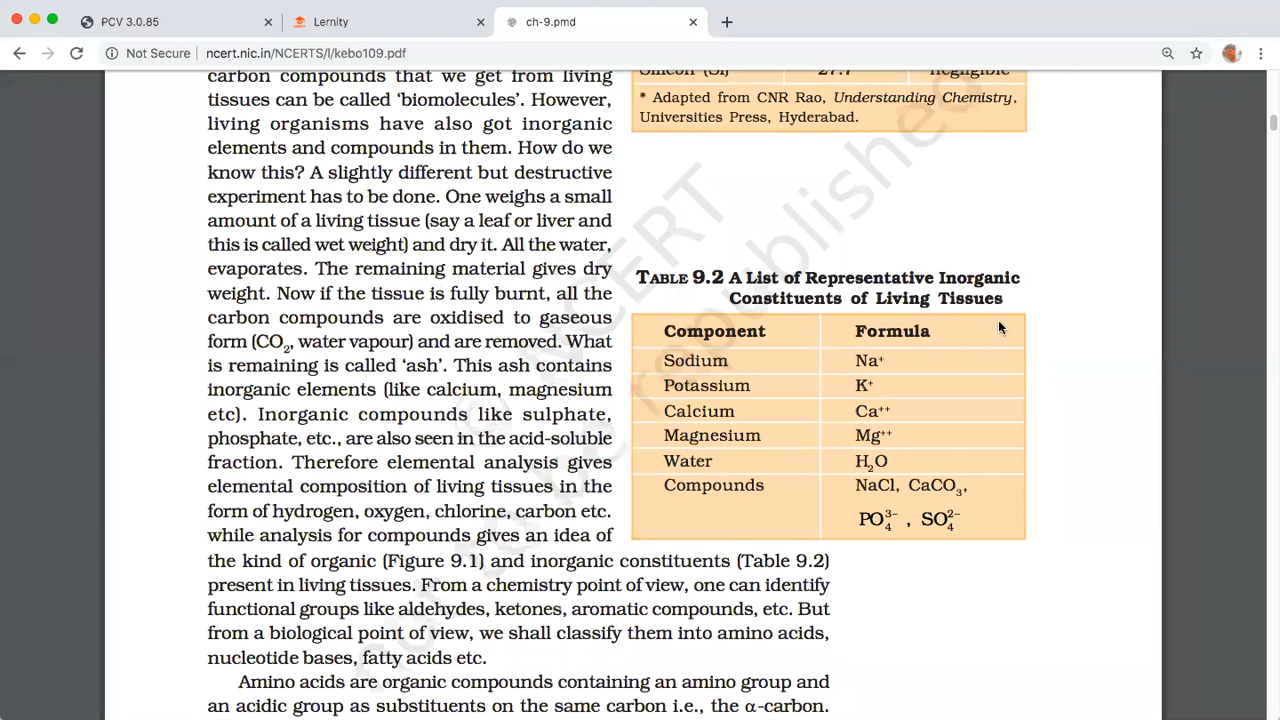 PCV 3.0.85
Lernity
ch-9.pmd
Not Secure
ncert.nic.in/NCERTS/l/kebo109.pdf
carbon compounds that we get from living
tissues can be called ‘biomolecules’. However,
living organisms have also got inorganic
elements and compounds in them. How do we
know this? A slightly different but destructive
experiment has to be done. One weighs a small
amount of a living tissue (say a leaf or liver and
this is called wet weight) and dry it. All the water,
evaporates. The remaining material gives dry
weight. Now if the tissue is fully burnt, all the
carbon compounds are oxidised to gaseous
form (CO₂, water vapour) and are removed. What
is remaining is called ‘ash’. This ash contains
inorganic elements (like calcium, magnesium
etc). Inorganic compounds like sulphate,
phosphate, etc., are also seen in the acid-soluble
fraction. Therefore elemental analysis gives
elemental composition of living tissues in the
form of hydrogen, oxygen, chlorine, carbon etc.
while analysis for compounds gives an idea of
the kind of organic (Figure 9.1) and inorganic constituents (Table 9.2)
present in living tissues. From a chemistry point of view, one can identify
functional groups like aldehydes, ketones, aromatic compounds, etc. But
from a biological point of view, we shall classify them into amino acids,
nucleotide bases, fatty acids etc.
Amino acids are organic compounds containing an amino group and
an acidic group as substituents on the same carbon i.e., the α-carbon.
Silicon (Si) 27.7 negligible
* Adapted from CNR Rao, Understanding Chemistry,
Universities Press, Hyderabad.
TABLE 9.2 A List of Representative Inorganic
Constituents of Living Tissues
Component Formula
Sodium Na⁺
Potassium K⁺
Calcium Ca⁺⁺
Magnesium Mg⁺⁺
Water H₂O
Compounds NaCl, CaCO₃,
PO₄³⁻ , SO₄²⁻
© NCERT
not to be republished